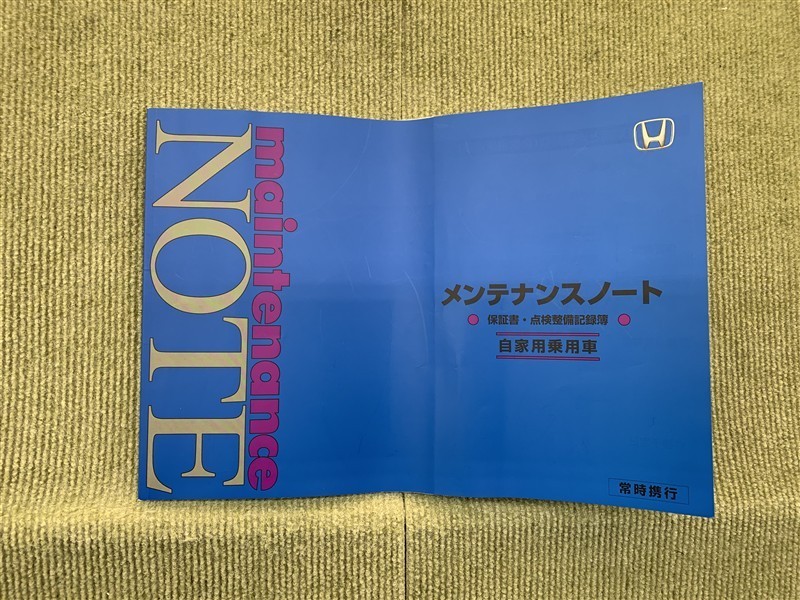 maintenance
NOTE
メンテナンスノート
保証書・点検整備記録簿
自家用乗用車
常時携行